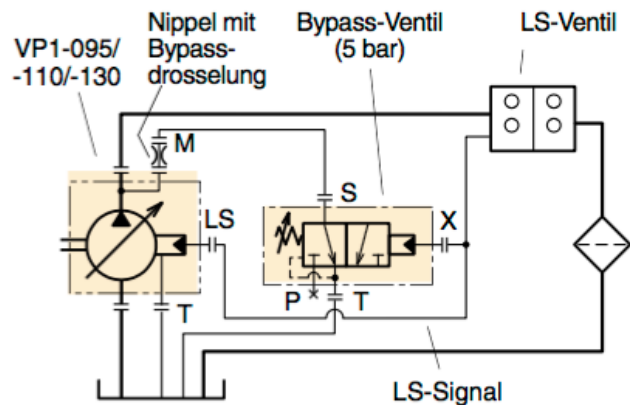 VP1-095/
-110/-130
Nippel mit
Bypass-
drosselung
Bypass-Ventil
(5 bar)
LS-Ventil
M
S
LS
X
T
P
T
LS-Signal